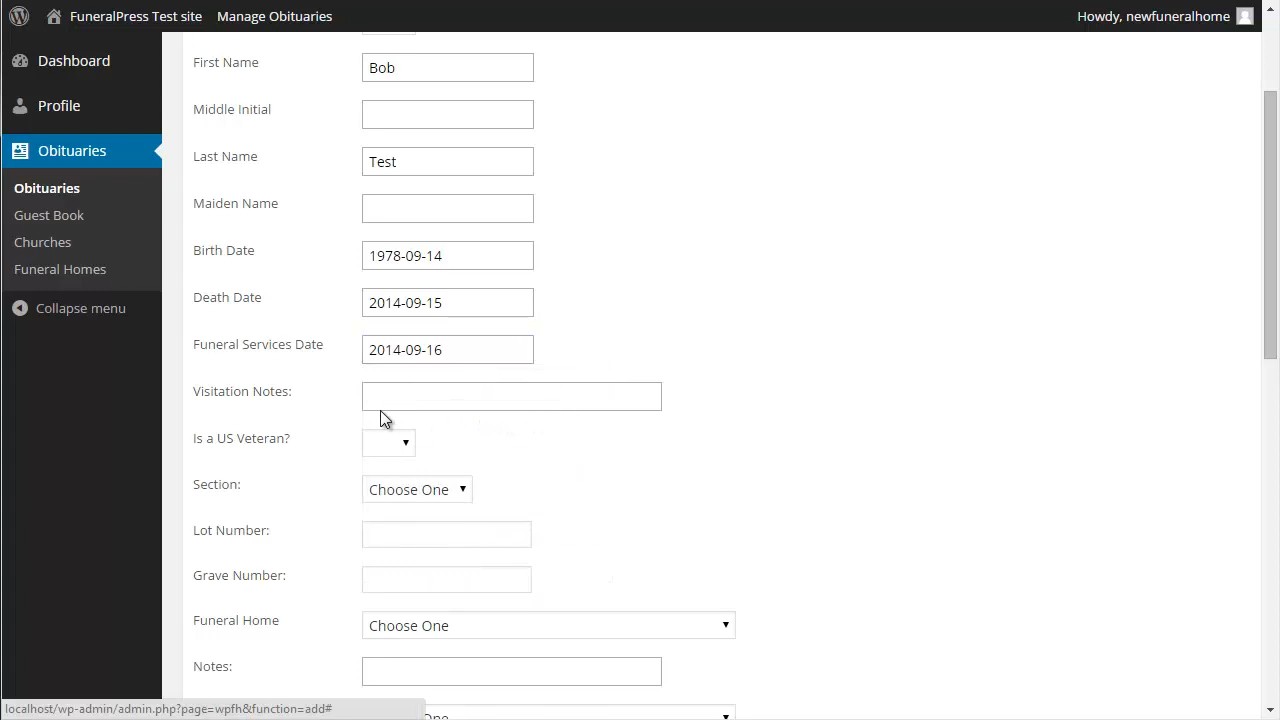 FuneralPress Test site Manage Obituaries Howdy, newfuneralhome
Dashboard
Profile
Obituaries
Obituaries
Guest Book
Churches
Funeral Homes
Collapse menu
First Name Bob
Middle Initial
Last Name Test
Maiden Name
Birth Date 1978-09-14
Death Date 2014-09-15
Funeral Services Date 2014-09-16
Visitation Notes:
Is a US Veteran?
Section: Choose One
Lot Number:
Grave Number:
Funeral Home Choose One
Notes:
localhost/wp-admin/admin.php?page=wpfh&function=add#
One